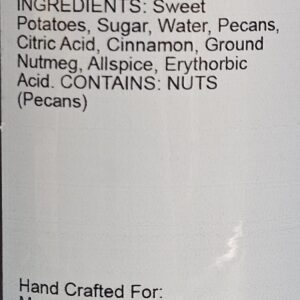 INGREDIENTS: Sweet
Potatoes, Sugar, Water, Pecans,
Citric Acid, Cinnamon, Ground
Nutmeg, Allspice, Erythorbic
Acid. CONTAINS: NUTS
(Pecans)
Hand Crafted For: